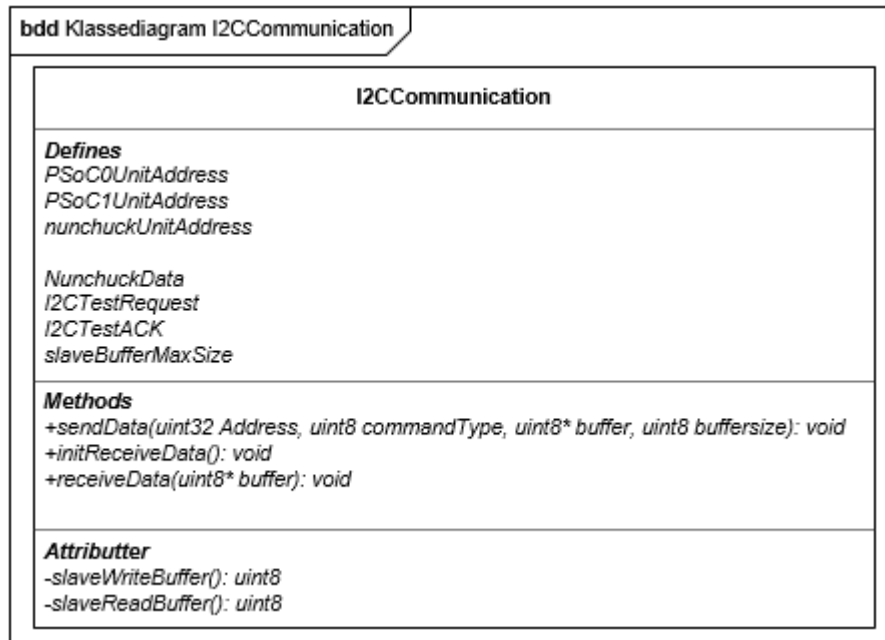 bdd Klassediagram I2CCommunication
I2CCommunication
Defines
PSoC0UnitAddress
PSoC1UnitAddress
nunchuckUnitAddress
NunchuckData
I2CTestRequest
I2CTestACK
slaveBufferMaxSize
Methods
+sendData(uint32 Address, uint8 commandType, uint8* buffer, uint8 buffersize): void
+initReceiveData(): void
+receiveData(uint8* buffer): void
Attributter
-slaveWriteBuffer(): uint8
-slaveReadBuffer(): uint8